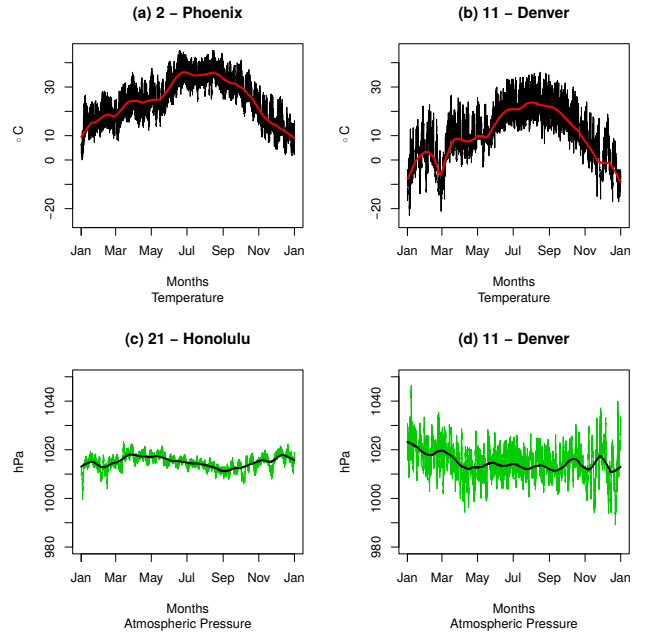 (a) 2 − Phoenix
(b) 11 − Denver
° C
30
10
0
−20
Jan Mar May Jul Sep Nov Jan
Months
Temperature
° C
30
10
0
−20
Jan Mar May Jul Sep Nov Jan
Months
Temperature
(c) 21 − Honolulu
(d) 11 − Denver
hPa
1040
1020
1000
980
Jan Mar May Jul Sep Nov Jan
Months
Atmospheric Pressure
hPa
1040
1020
1000
980
Jan Mar May Jul Sep Nov Jan
Months
Atmospheric Pressure